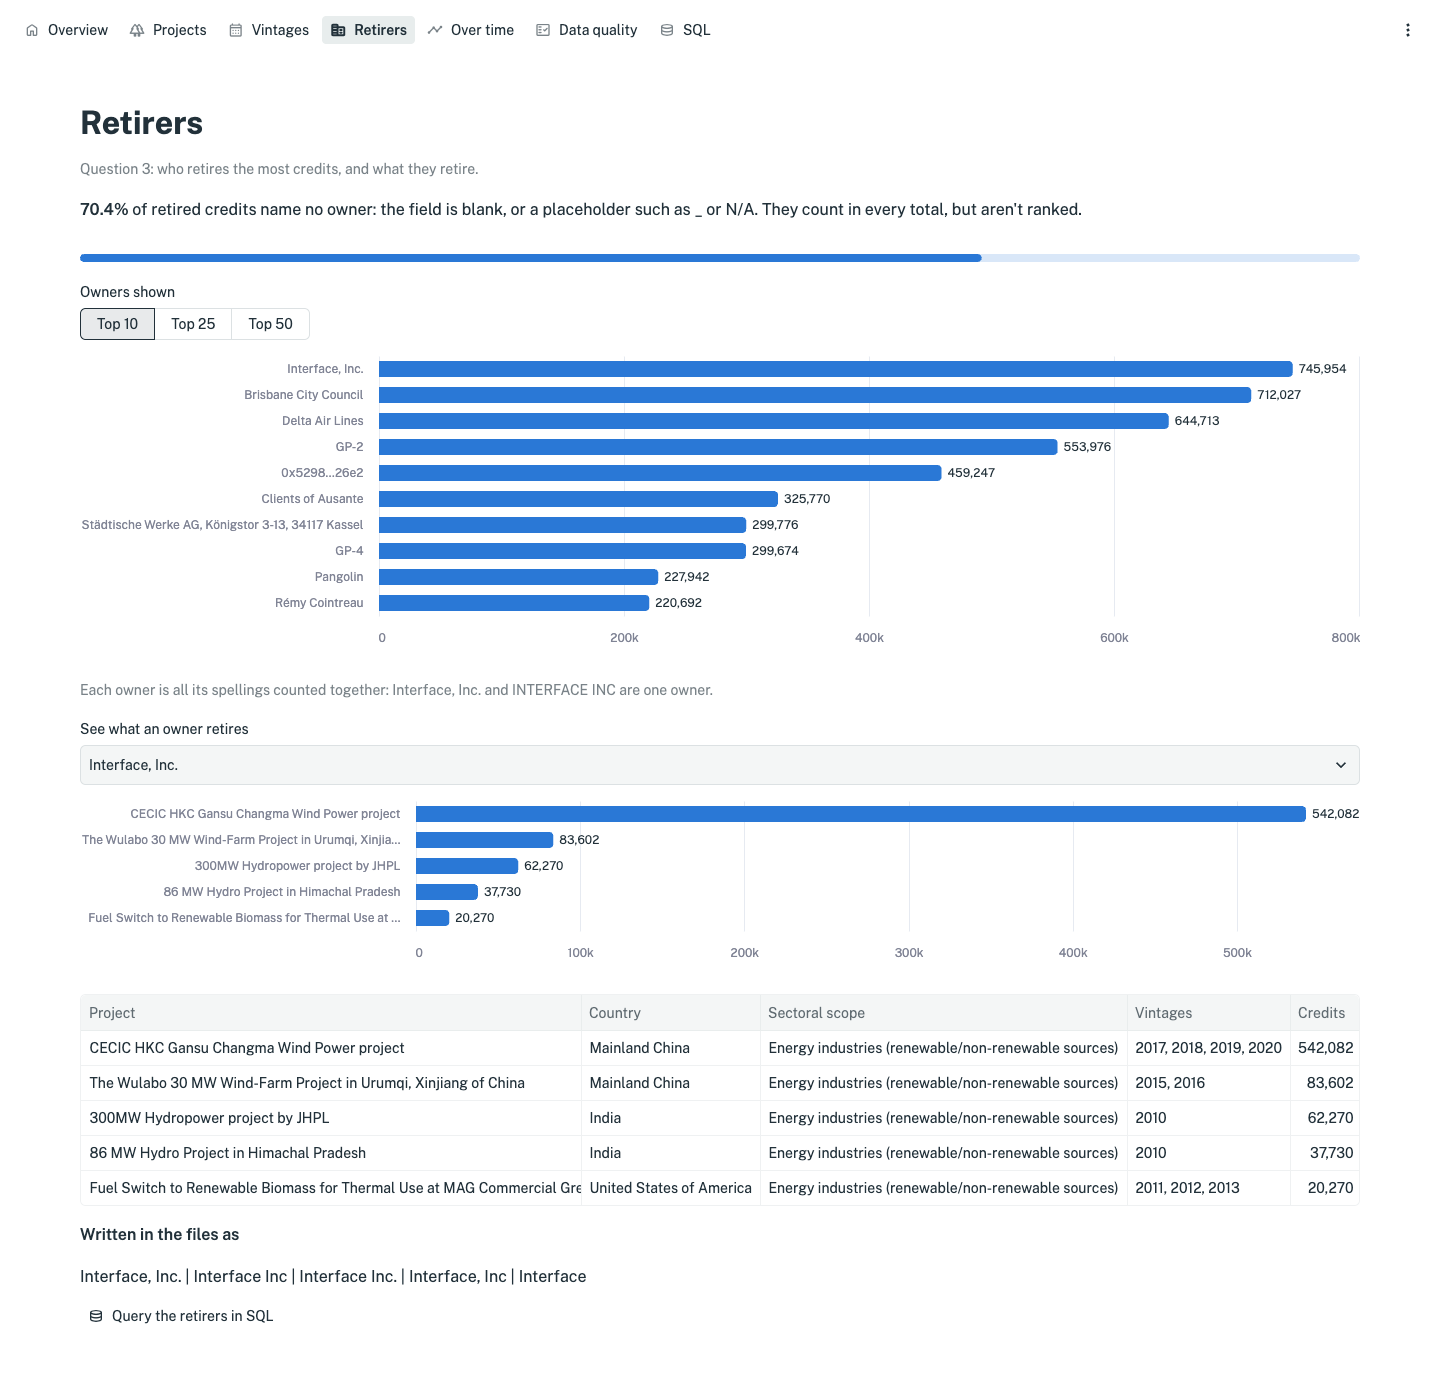 Overview Projects Vintages Retirers Over time Data quality SQL
Retirers
Question 3: who retires the most credits, and what they retire.
70.4% of retired credits name no owner: the field is blank, or a placeholder such as _ or N/A. They count in every total, but aren't ranked.
Owners shown
Top 10 Top 25 Top 50
Interface, Inc. 745,954
Brisbane City Council 712,027
Delta Air Lines 644,713
GP-2 553,976
0x5298...26e2 459,247
Clients of Ausante 325,770
Städtische Werke AG, Königstor 3-13, 34117 Kassel 299,776
GP-4 299,674
Pangolin 227,942
Rémy Cointreau 220,692
0 200k 400k 600k 800k
Each owner is all its spellings counted together: Interface, Inc. and INTERFACE INC are one owner.
See what an owner retires
Interface, Inc.
CECIC HKC Gansu Changma Wind Power project 542,082
The Wulabo 30 MW Wind-Farm Project in Urumqi, Xinjia... 83,602
300MW Hydropower project by JHPL 62,270
86 MW Hydro Project in Himachal Pradesh 37,730
Fuel Switch to Renewable Biomass for Thermal Use at ... 20,270
0 100k 200k 300k 400k 500k
Project Country Sectoral scope Vintages Credits
CECIC HKC Gansu Changma Wind Power project Mainland China Energy industries (renewable/non-renewable sources) 2017, 2018, 2019, 2020 542,082
The Wulabo 30 MW Wind-Farm Project in Urumqi, Xinjiang of China Mainland China Energy industries (renewable/non-renewable sources) 2015, 2016 83,602
300MW Hydropower project by JHPL India Energy industries (renewable/non-renewable sources) 2010 62,270
86 MW Hydro Project in Himachal Pradesh India Energy industries (renewable/non-renewable sources) 2010 37,730
Fuel Switch to Renewable Biomass for Thermal Use at MAG Commercial Gre United States of America Energy industries (renewable/non-renewable sources) 2011, 2012, 2013 20,270
Written in the files as
Interface, Inc. | Interface Inc | Interface Inc. | Interface, Inc | Interface
Query the retirers in SQL